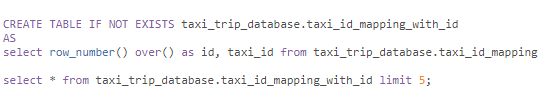 CREATE TABLE IF NOT EXISTS taxi_trip_database.taxi_id_mapping_with_id
AS
select row_number() over() as id, taxi_id from taxi_trip_database.taxi_id_mapping
select * from taxi_trip_database.taxi_id_mapping_with_id limit 5;